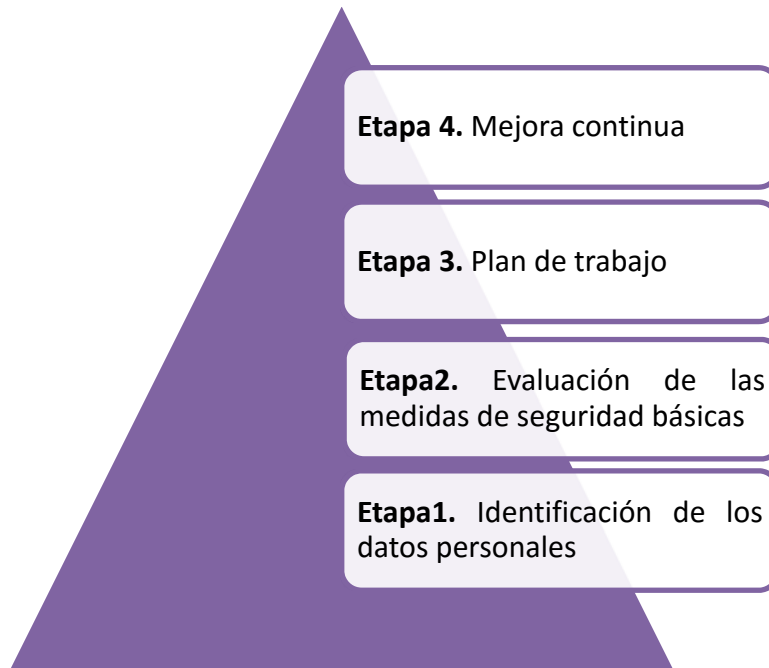 Etapa 4. Mejora continua
Etapa 3. Plan de trabajo
Etapa2. Evaluación de las
medidas de seguridad básicas
Etapa1. Identificación de los
datos personales